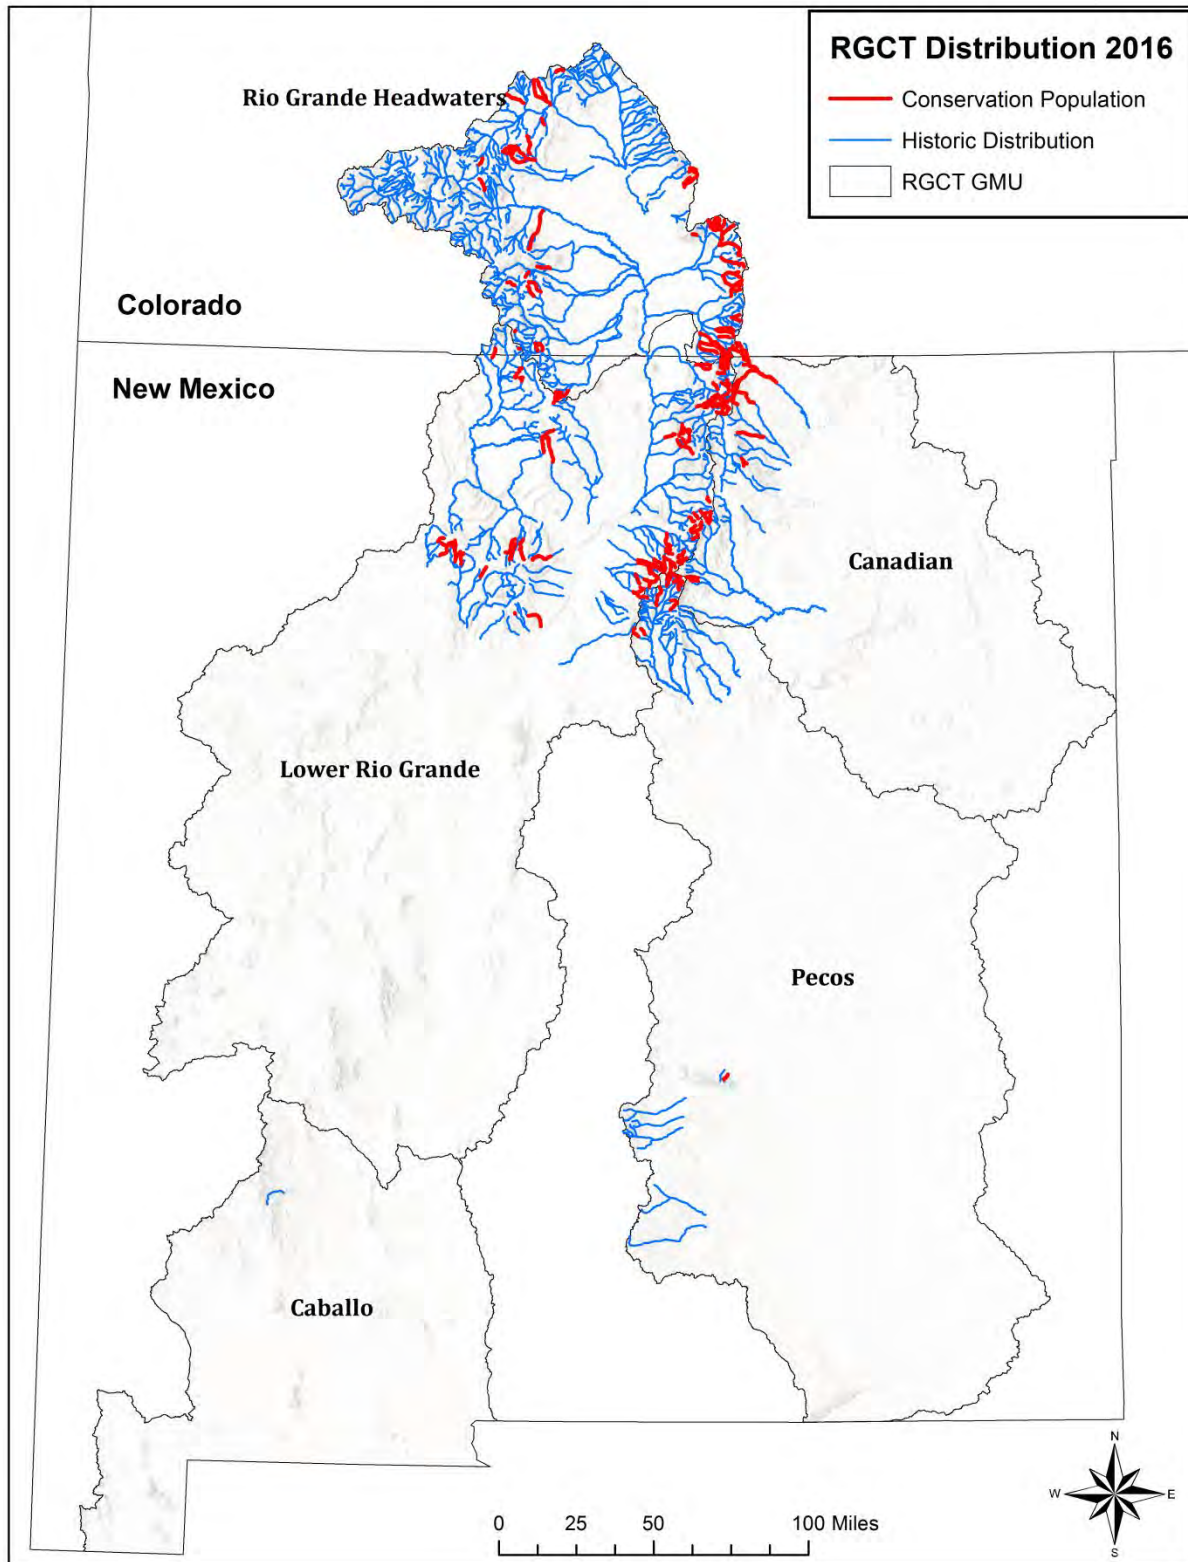 RGCT Distribution 2016
Conservation Population
Historic Distribution
RGCT GMU
Rio Grande Headwaters
Colorado
New Mexico
Canadian
Lower Rio Grande
Pecos
Caballo
N
W
E
S
0 25 50 100 Miles